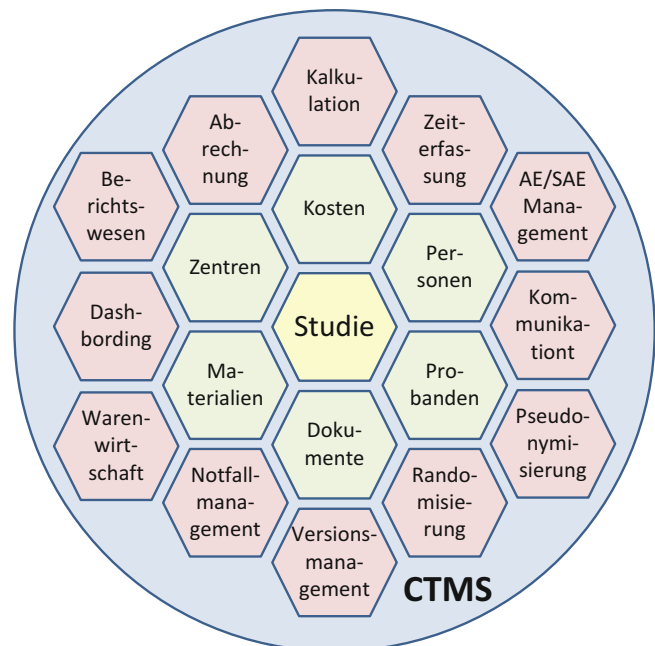 Kalku-
lation
Ab-
rech-
nung
Zeit-
erfas-
sung
Be-
richts-
wesen
Kosten
AE/SAE
Mana-
gement
Zentren
Per-
sonen
Dash-
bording
Studie
Kom-
munika-
tiont
Ma-
terialien
Pro-
banden
Waren-
wirt-
schaft
Doku-
mente
Pseudo-
nymi-
sierung
Notfall-
mana-
gement
Rando-
misie-
rung
Versions-
mana-
gement
CTMS